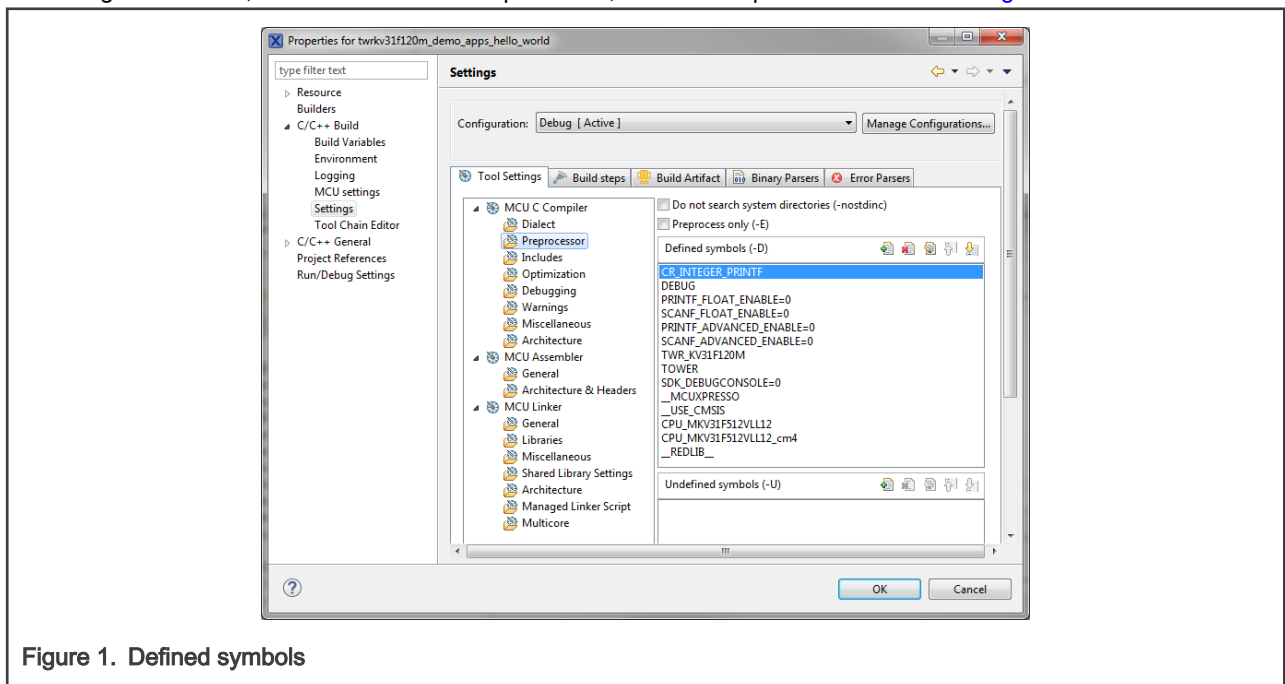 Properties for twrkv31f120m_demo_apps_hello_world
type filter text
Resource
Builders
C/C++ Build
Build Variables
Environment
Logging
MCU settings
Settings
Tool Chain Editor
C/C++ General
Project References
Run/Debug Settings
Settings
Configuration: Debug [ Active ] Manage Configurations...
Tool Settings Build steps Build Artifact Binary Parsers Error Parsers
MCU C Compiler
Dialect
Preprocessor
Includes
Optimization
Debugging
Warnings
Miscellaneous
Architecture
MCU Assembler
General
Architecture & Headers
MCU Linker
General
Libraries
Miscellaneous
Shared Library Settings
Architecture
Managed Linker Script
Multicore
Do not search system directories (-nostdinc)
Preprocess only (-E)
Defined symbols (-D)
CR_INTEGER_PRINTF
DEBUG
PRINTF_FLOAT_ENABLE=0
SCANF_FLOAT_ENABLE=0
PRINTF_ADVANCED_ENABLE=0
SCANF_ADVANCED_ENABLE=0
TWR_KV31F120M
TOWER
SDK_DEBUGCONSOLE=0
__MCUXPRESSO
__USE_CMSIS
CPU_MKV31F512VLL12
CPU_MKV31F512VLL12_cm4
__REDLIB__
Undefined symbols (-U)
OK Cancel
Figure 1. Defined symbols